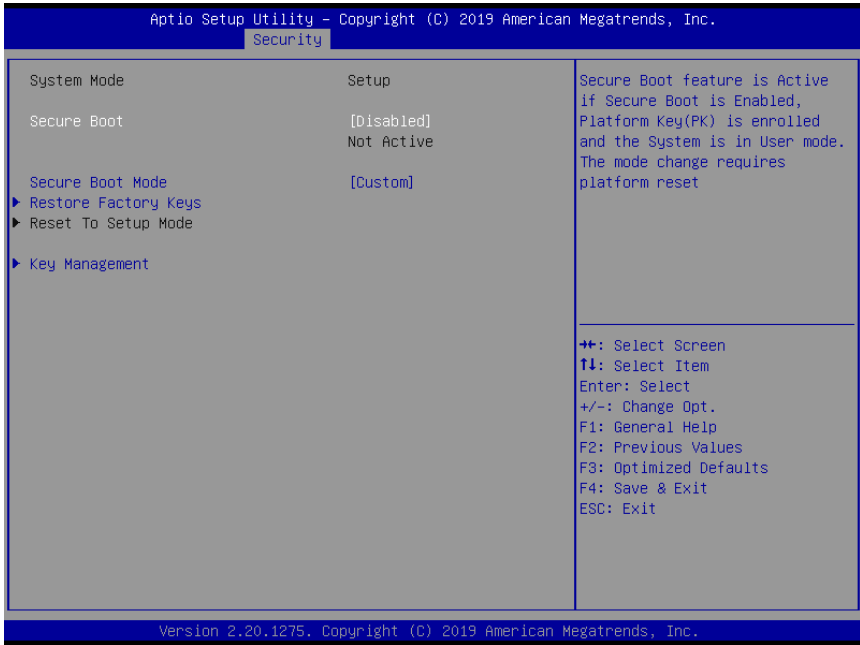 Aptio Setup Utility – Copyright (C) 2019 American Megatrends, Inc.
Security
System Mode Setup
Secure Boot [Disabled]
Not Active
Secure Boot Mode [Custom]
▶ Restore Factory Keys
▶ Reset To Setup Mode
▶ Key Management
Secure Boot feature is Active
if Secure Boot is Enabled,
Platform Key(PK) is enrolled
and the System is in User mode.
The mode change requires
platform reset
→←: Select Screen
↑↓: Select Item
Enter: Select
+/-: Change Opt.
F1: General Help
F2: Previous Values
F3: Optimized Defaults
F4: Save & Exit
ESC: Exit
Version 2.20.1275. Copyright (C) 2019 American Megatrends, Inc.